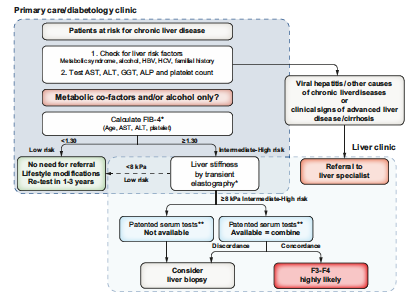 Primary care/diabetology clinic
Patients at risk for chronic liver disease
1. Check for liver risk factors
Metabolic syndrome, alcohol, HBV, HCV, familial history
2. Test AST, ALT, GGT, ALP and platelet count
Metabolic co-factors and/or alcohol only?
Viral hepatitis/other causes
of chronic liverdiseases
or
clinical signs of advanced liver
disease/cirrhosis
Calculate FIB-4*
(Age, AST, ALT, platelet)
<1.30
≥1.30
Low risk
Intermediate-High risk
Liver clinic
No need for referral
Lifestyle modifications
Re-test in 1-3 years
<8 kPa
Low risk
Liver stiffness
by transient
elastography*
Referral to
liver specialist
≥8 kPa Intermediate-High risk
Patented serum tests**
Not available
Patented serum tests**
Available = combine
Discordance
Concordance
Consider
liver biopsy
F3-F4
highly likely